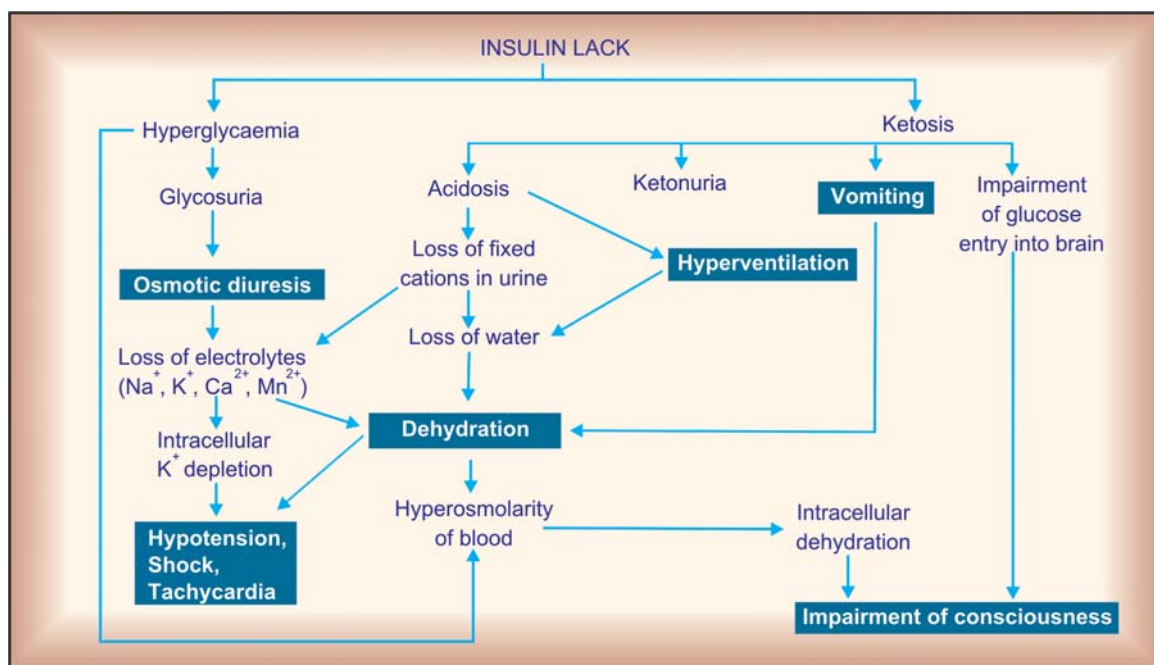 INSULIN LACK
Hyperglycaemia
Ketosis
Glycosuria
Acidosis
Ketonuria
Vomiting
Impairment
of glucose
entry into brain
Osmotic diuresis
Loss of fixed
cations in urine
Hyperventilation
Loss of electrolytes
(Na⁺, K⁺, Ca²⁺, Mn²⁺)
Loss of water
Intracellular
K⁺ depletion
Dehydration
Hypotension,
Shock,
Tachycardia
Hyperosmolarity
of blood
Intracellular
dehydration
Impairment of consciousness